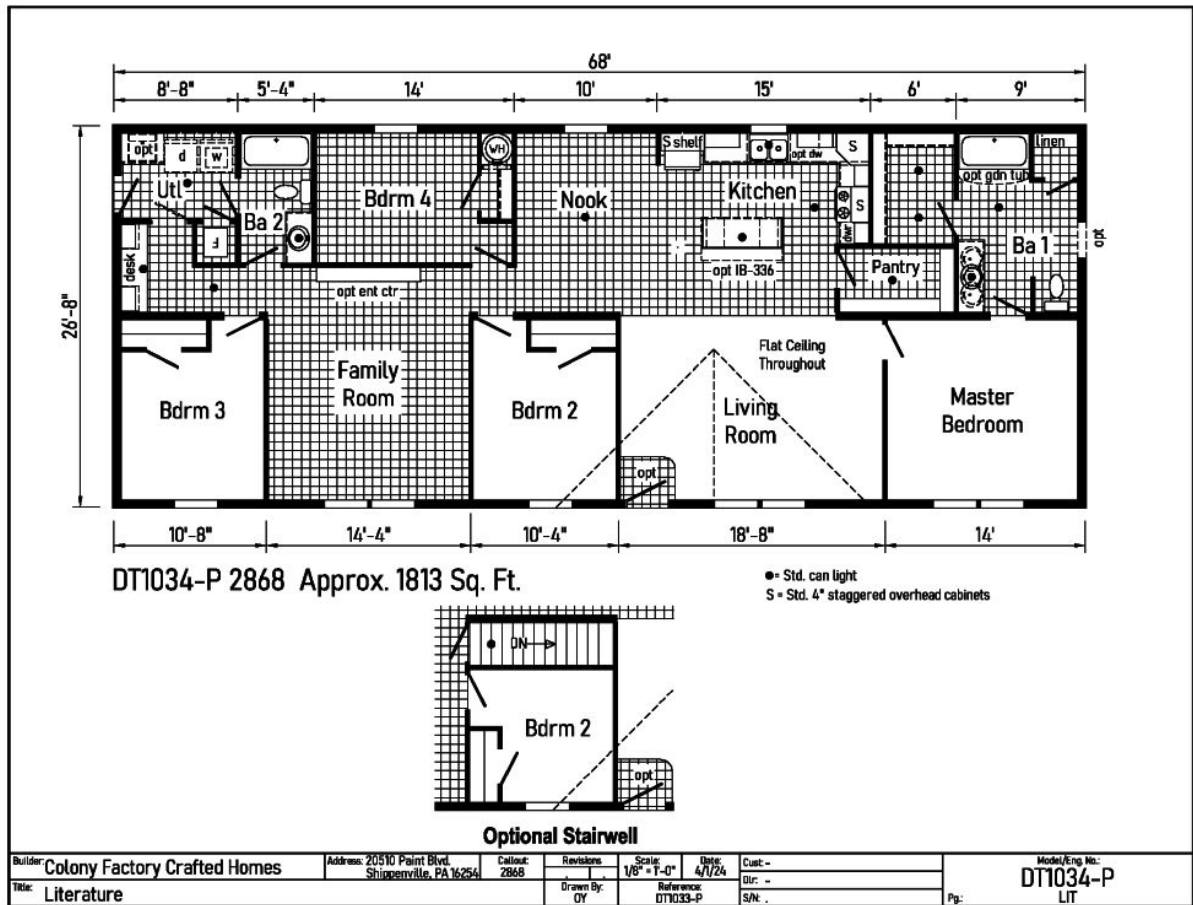 68'
8'-8" 5'-4" 14' 10' 15' 6' 9'
26'-8"
opt d w WH S shelf opt dw S linen
opt gdn tub
Utl Bdrm 4 Nook Kitchen S
Ba 2 dwr Ba 1 opt
F
desk opt ent ctr opt IB-336 Pantry
Flat Ceiling
Throughout
Family
Room
Bdrm 3 Bdrm 2 Living
Room
Master
Bedroom
opt
10'-8" 14'-4" 10'-4" 18'-8" 14'
DT1034-P 2868 Approx. 1813 Sq. Ft.
●= Std. can light
S = Std. 4" staggered overhead cabinets
DN
Bdrm 2
opt
Optional Stairwell
Builder: Colony Factory Crafted Homes
Address: 20510 Paint Blvd.
Shippenville, PA 16254
Callout:
2868
Revisions
Scale:
1/8" = 1'-0"
Date:
4/1/24
Cust: -
Model/Eng. No.:
DT1034-P
Title: Literature
Drawn By:
OY
Reference:
DT1033-P
Dlr: -
S/N: .
Pg.: LIT